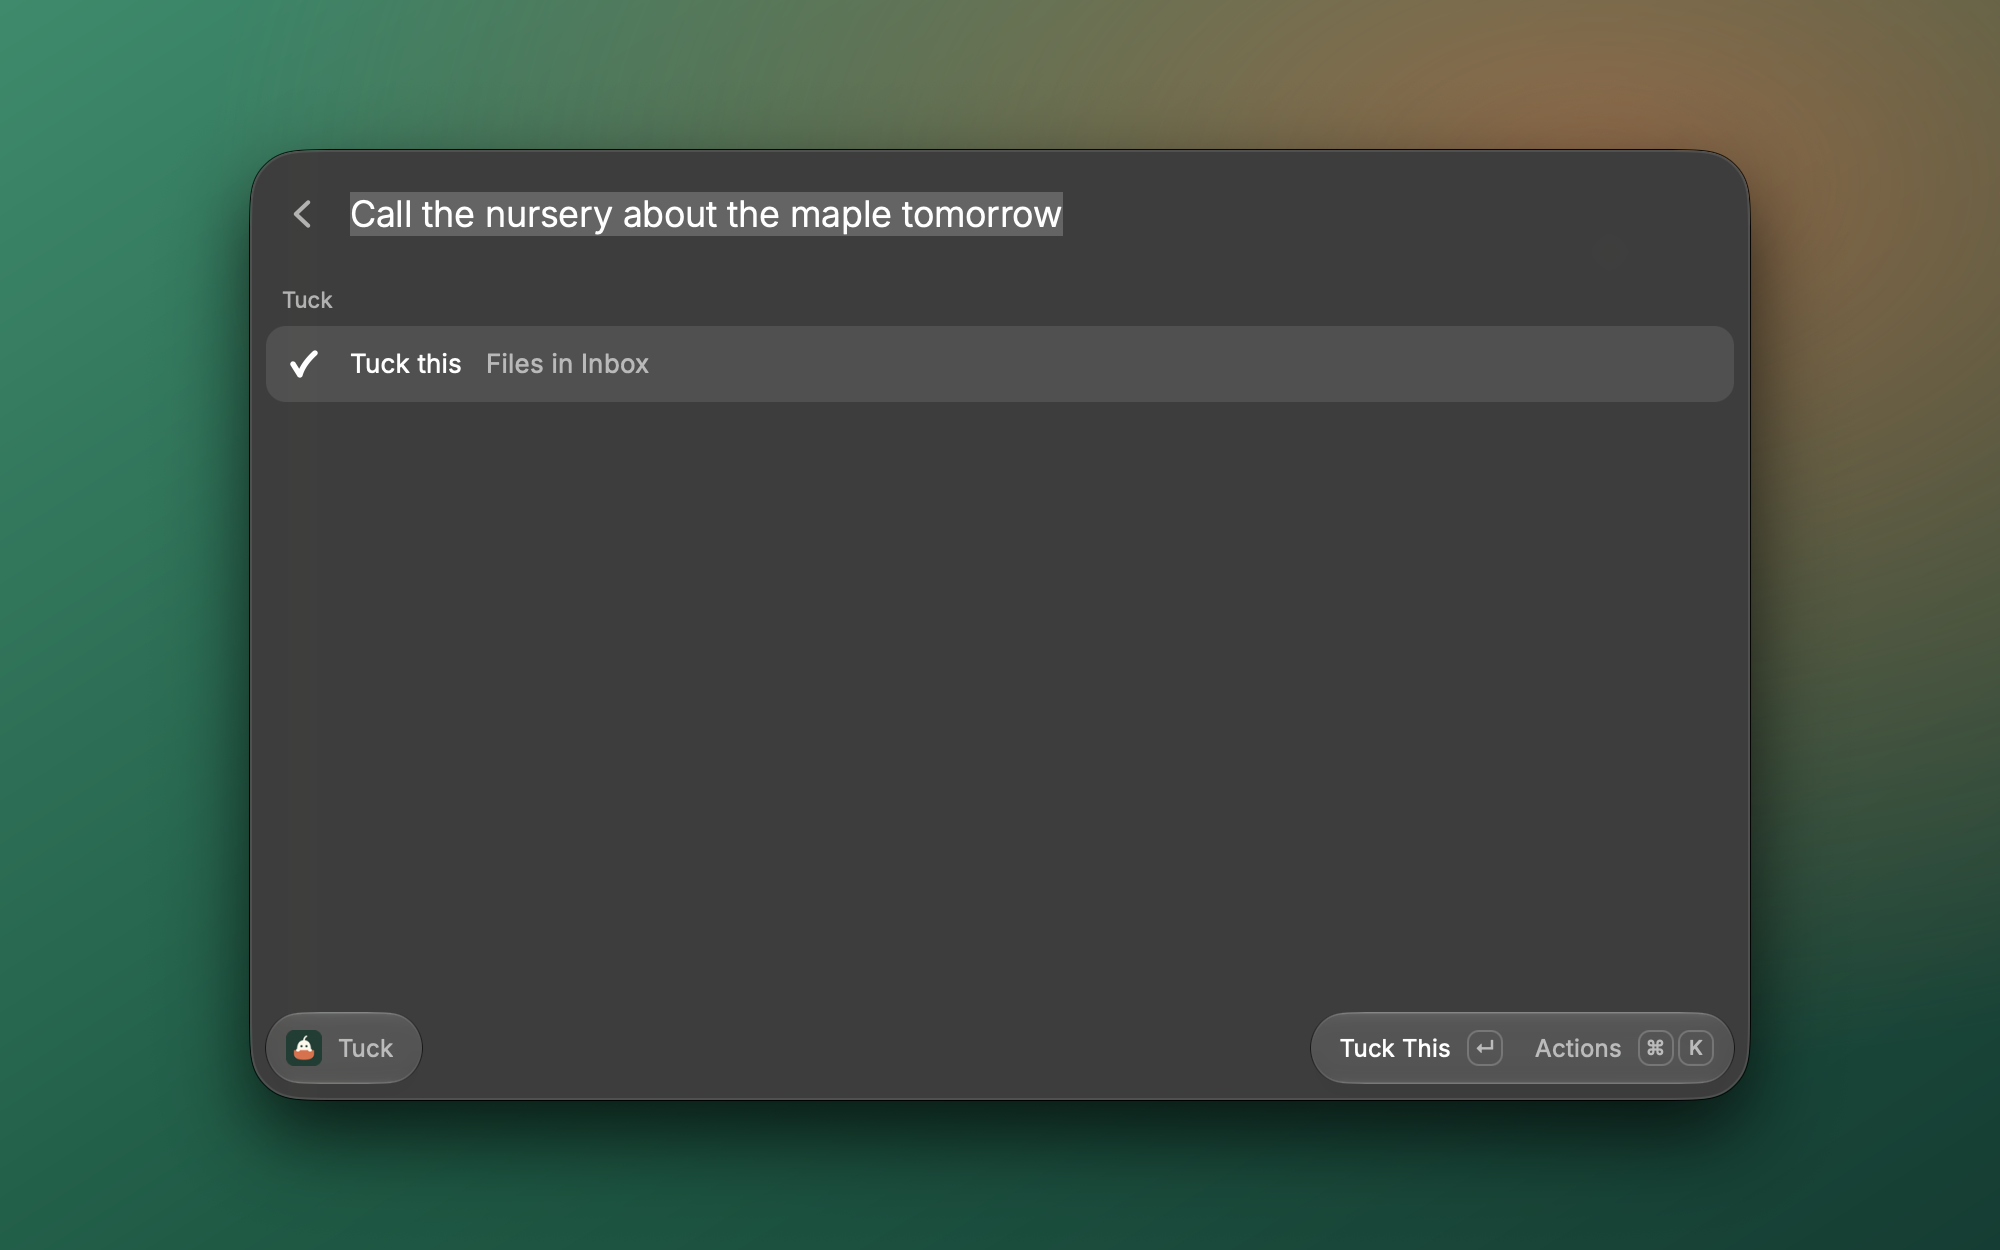 Call the nursery about the maple tomorrow
Tuck
Tuck this Files in Inbox
Tuck
Tuck This ↵ Actions ⌘ K